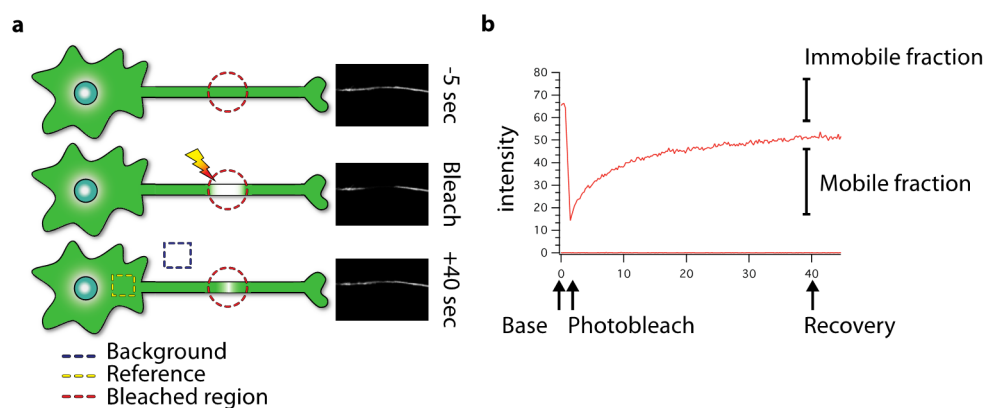 a
-5 sec
Bleach
+40 sec
Background
Reference
Bleached region
b
Immobile fraction
Mobile fraction
intensity
80
70
60
50
40
30
20
10
0
0 10 20 30 40
Base Photobleach Recovery